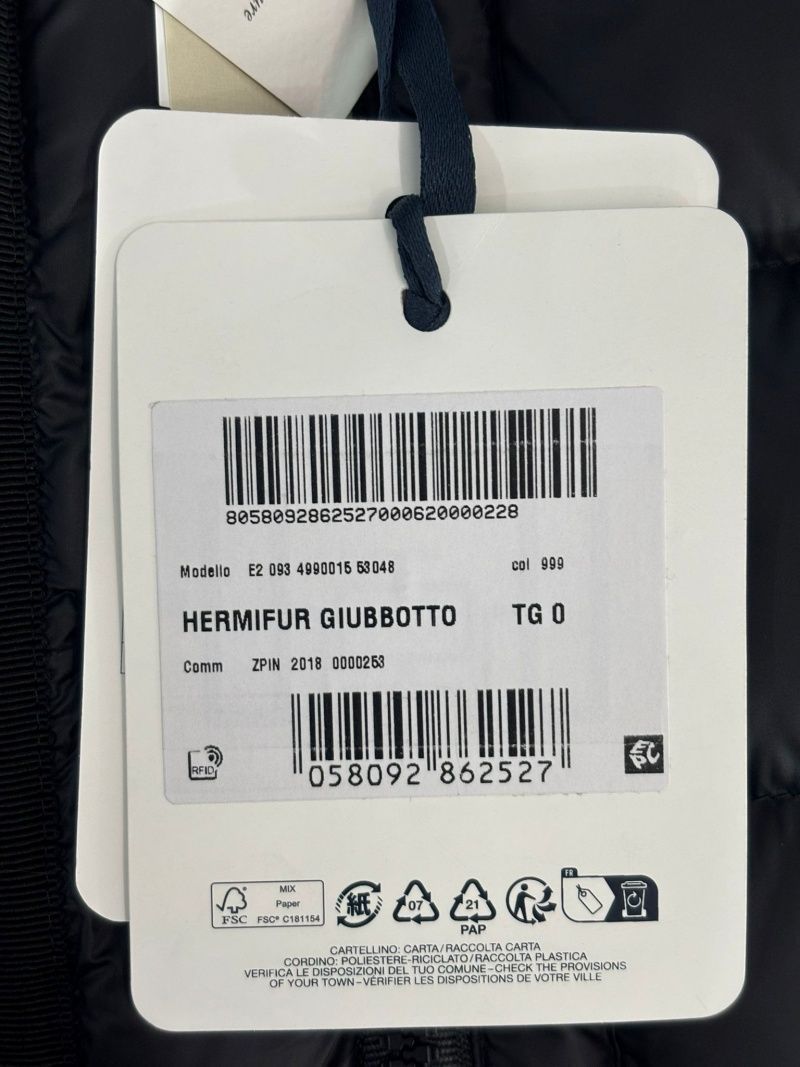 8058092862527000620000228
Modello E2 093 4990015 53048 col 999
HERMIFUR GIUBBOTTO TG 0
Comm ZPIN 2018 0000253
RFID
058092 862527
FSC
MIX
Paper
FSC® C181154
紙
07
21
PAP
FR
CARTELLINO: CARTA/RACCOLTA CARTA
CORDINO: POLIESTERE-RICICLATO/RACCOLTA PLASTICA
VERIFICA LE DISPOSIZIONI DEL TUO COMUNE–CHECK THE PROVISIONS
OF YOUR TOWN–VÉRIFIER LES DISPOSITIONS DE VOTRE VILLE